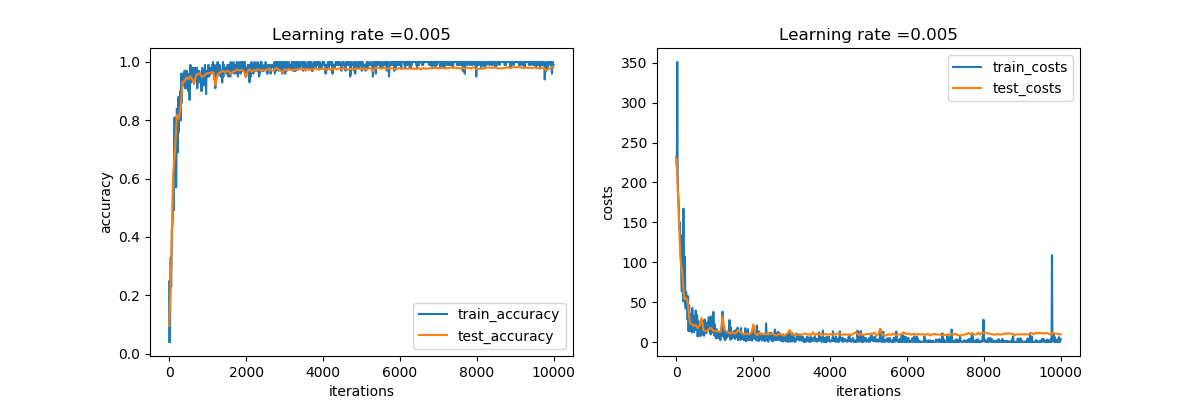 Learning rate =0.005
1.0
0.8
0.6
0.4
0.2
0.0
accuracy
0
2000
4000
6000
8000
10000
iterations
train_accuracy
test_accuracy
Learning rate =0.005
350
300
250
200
150
100
50
0
costs
0
2000
4000
6000
8000
10000
iterations
train_costs
test_costs